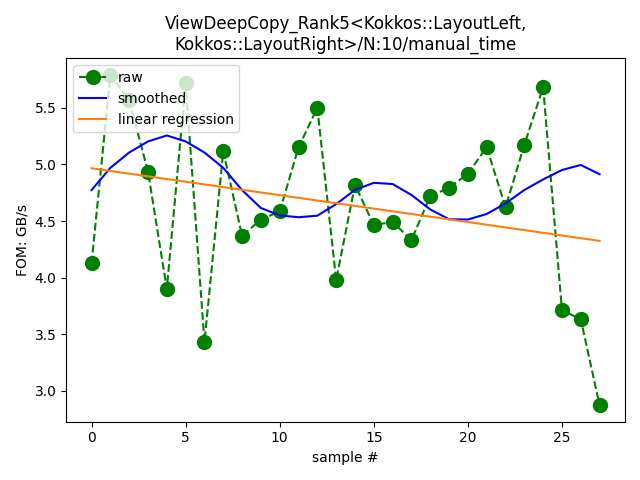 ViewDeepCopy_Rank5<Kokkos::LayoutLeft,
Kokkos::LayoutRight>/N:10/manual_time
raw
smoothed
linear regression
FOM: GB/s
5.5
5.0
4.5
4.0
3.5
3.0
0 5 10 15 20 25
sample #